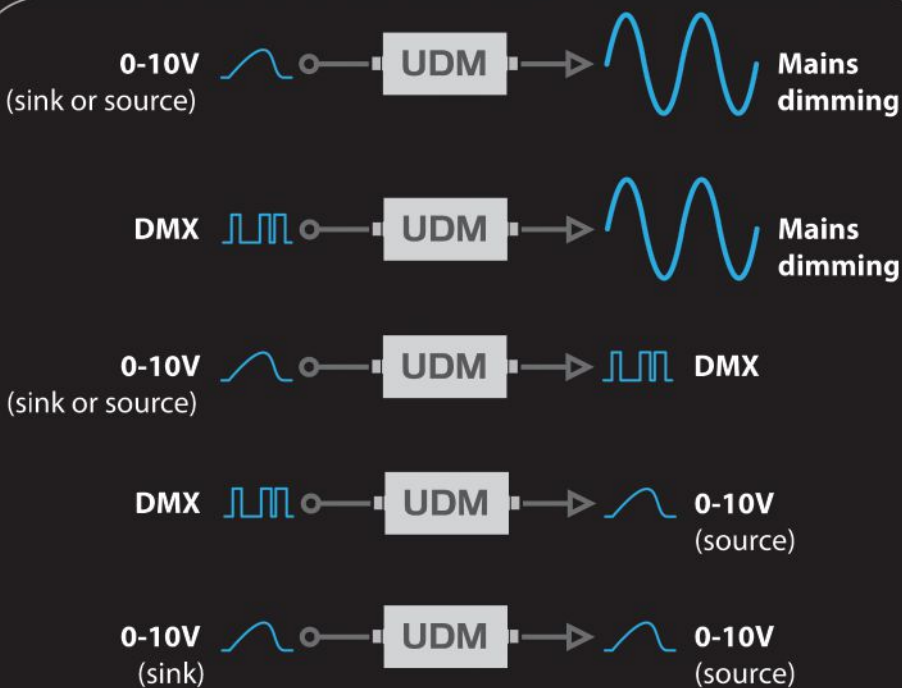 0-10V
(sink or source)
UDM
Mains
dimming
DMX
UDM
Mains
dimming
0-10V
(sink or source)
UDM
DMX
DMX
UDM
0-10V
(source)
0-10V
(sink)
UDM
0-10V
(source)